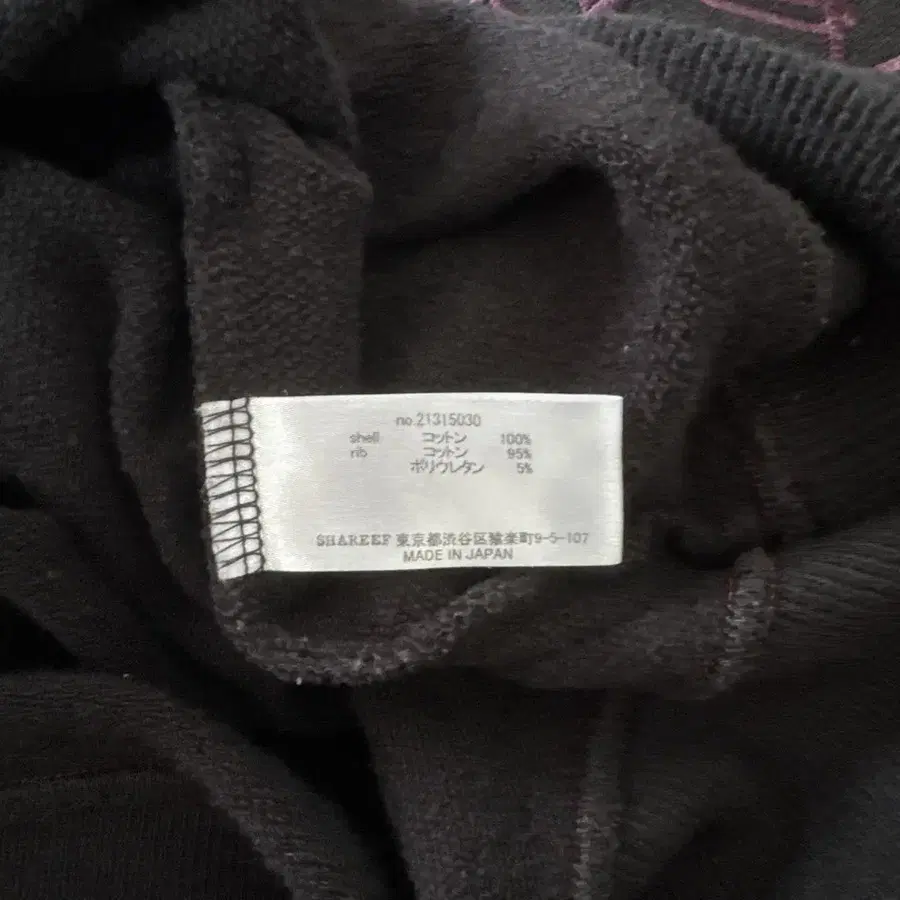 no.21315030
shell コットン 100%
rib コットン 95%
ポリウレタン 5%
SHAREEF 東京都渋谷区猿楽町9-5-107
MADE IN JAPAN